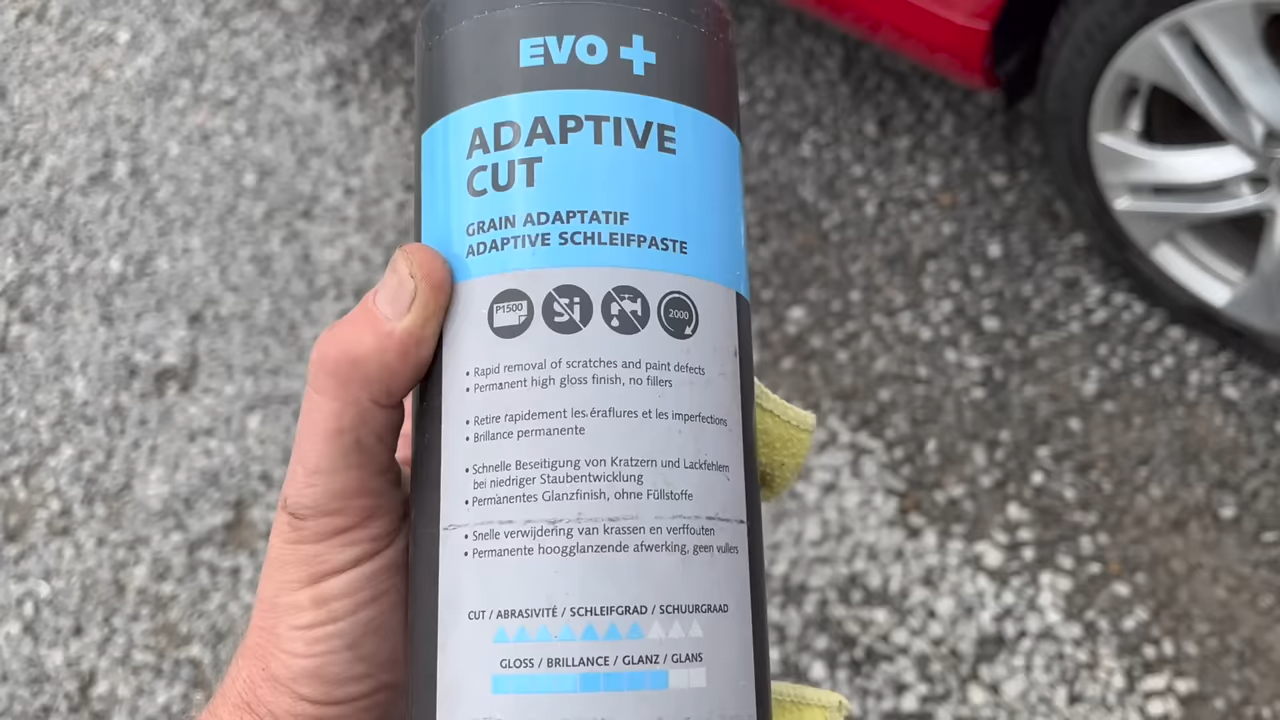 EVO +
ADAPTIVE
CUT
GRAIN ADAPTATIF
ADAPTIVE SCHLEIFPASTE
P1500 Si 2000
• Rapid removal of scratches and paint defects
• Permanent high gloss finish, no fillers
• Retire rapidement les éraflures et les imperfections
• Brillance permanente
• Schnelle Beseitigung von Kratzern und Lackfehlern
bei niedriger Staubentwicklung
• Permanentes Glanzfinish, ohne Füllstoffe
• Snelle verwijdering van krassen en verffouten
• Permanente hoogglanzende afwerking, geen vullers
CUT / ABRASIVITÉ / SCHLEIFGRAD / SCHUURGRAAD
GLOSS / BRILLANCE / GLANZ / GLANS